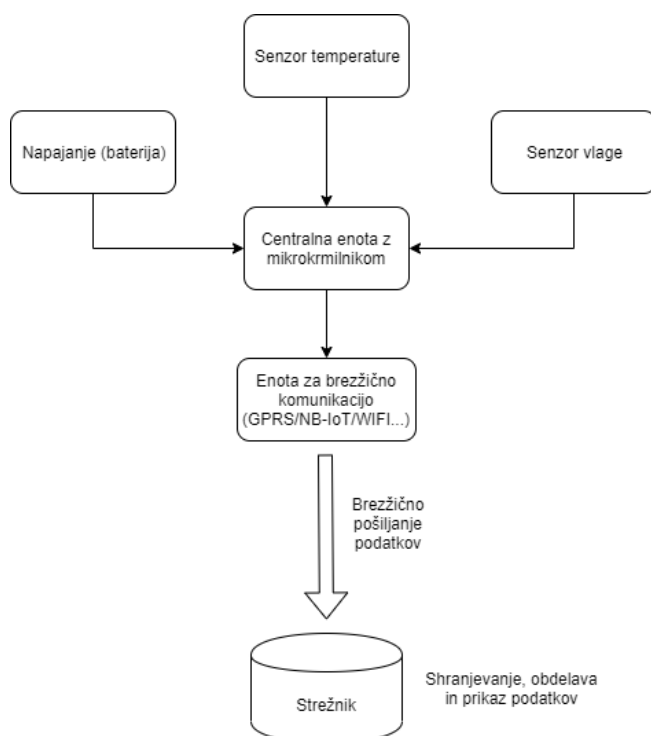 Senzor temperature
Napajanje (baterija)
Senzor vlage
Centralna enota z
mikrokrmilnikom
Enota za brezžično
komunikacijo
(GPRS/NB-IoT/WIFI...)
Brezžično
pošiljanje
podatkov
Strežnik
Shranjevanje, obdelava
in prikaz podatkov